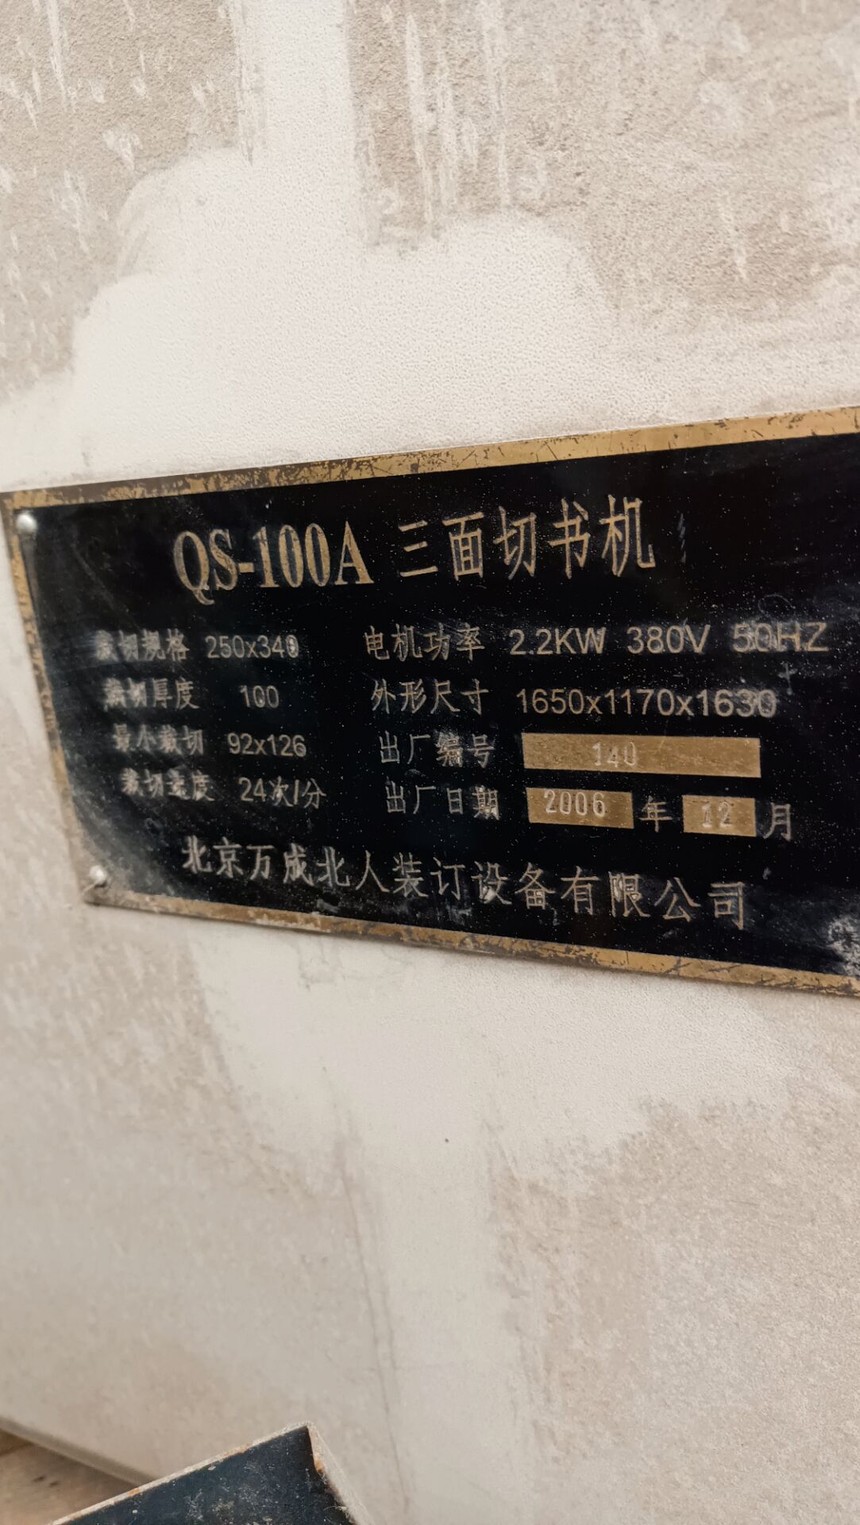 QS-100A 三面切书机
裁切规格 250x340 电机功率 2.2KW 380V 50HZ
裁切厚度 100 外形尺寸 1650x1170x1630
最小裁切 92x126 出厂编号 140
裁切速度 24次/分 出厂日期 2006 年 12 月
北京万成北人装订设备有限公司